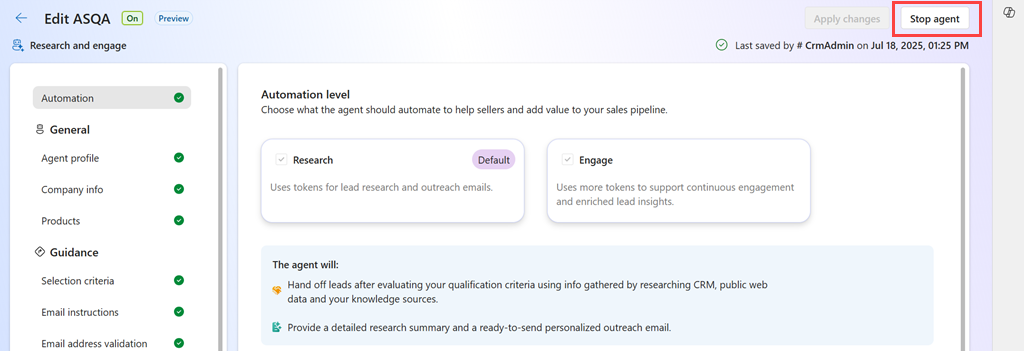 Edit ASQA On Preview Apply changes Stop agent
Research and engage Last saved by # CrmAdmin on Jul 18, 2025, 01:25 PM
Automation
General
Agent profile
Company info
Products
Guidance
Selection criteria
Email instructions
Email address validation
Automation level
Choose what the agent should automate to help sellers and add value to your sales pipeline.
Research Default
Uses tokens for lead research and outreach emails.
Engage
Uses more tokens to support continuous engagement
and enriched lead insights.
The agent will:
Hand off leads after evaluating your qualification criteria using info gathered by researching CRM, public web
data and your knowledge sources.
Provide a detailed research summary and a ready-to-send personalized outreach email.